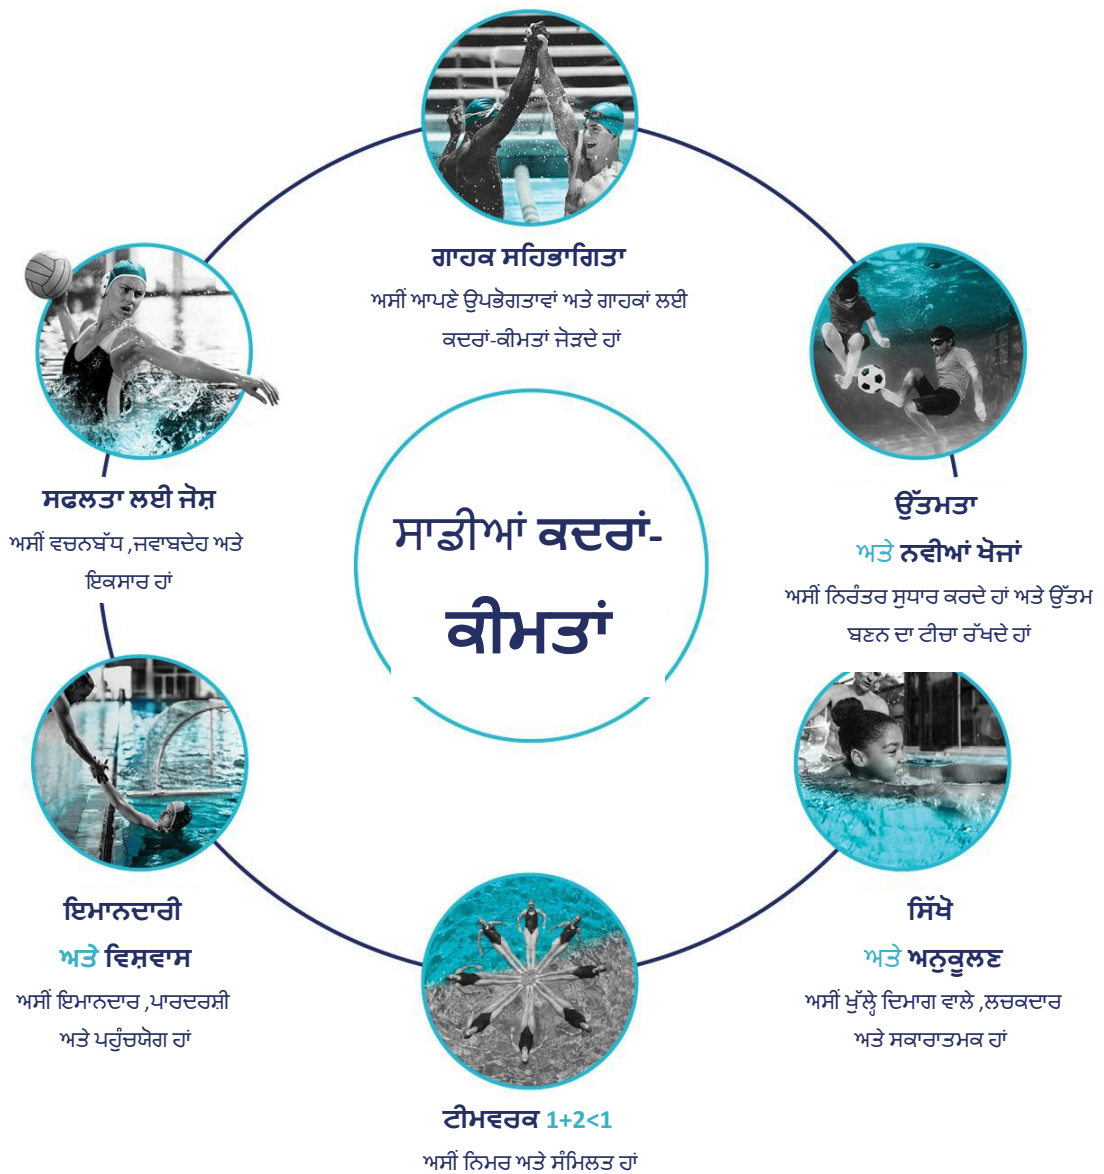 ਗਾਹਕ ਸਹਿਭਾਗਿਤਾ
ਅਸੀਂ ਆਪਣੇ ਉਪਭੋਗਤਾਵਾਂ ਅਤੇ ਗਾਹਕਾਂ ਲਈ
ਕਦਰਾਂ-ਕੀਮਤਾਂ ਜੋੜਦੇ ਹਾਂ
ਸਫਲਤਾ ਲਈ ਜੋਸ਼
ਅਸੀਂ ਵਚਨਬੱਧ ,ਜਵਾਬਦੇਹ ਅਤੇ
ਇਕਸਾਰ ਹਾਂ
ਉੱਤਮਤਾ
ਅਤੇ ਨਵੀਆਂ ਖੋਜਾਂ
ਅਸੀਂ ਨਿਰੰਤਰ ਸੁਧਾਰ ਕਰਦੇ ਹਾਂ ਅਤੇ ਉੱਤਮ
ਬਣਨ ਦਾ ਟੀਚਾ ਰੱਖਦੇ ਹਾਂ
ਸਾਡੀਆਂ ਕਦਰਾਂ-
ਕੀਮਤਾਂ
ਇਮਾਨਦਾਰੀ
ਅਤੇ ਵਿਸ਼ਵਾਸ
ਅਸੀਂ ਇਮਾਨਦਾਰ ,ਪਾਰਦਰਸ਼ੀ
ਅਤੇ ਪਹੁੰਚਯੋਗ ਹਾਂ
ਸਿੱਖੋ
ਅਤੇ ਅਨੁਕੂਲਣ
ਅਸੀਂ ਖੁੱਲ੍ਹੇ ਦਿਮਾਗ ਵਾਲੇ ,ਲਚਕਦਾਰ
ਅਤੇ ਸਕਾਰਾਤਮਕ ਹਾਂ
ਟੀਮਵਰਕ 1+2<1
ਅਸੀਂ ਨਿਮਰ ਅਤੇ ਸੰਮਿਲਤ ਹਾਂ